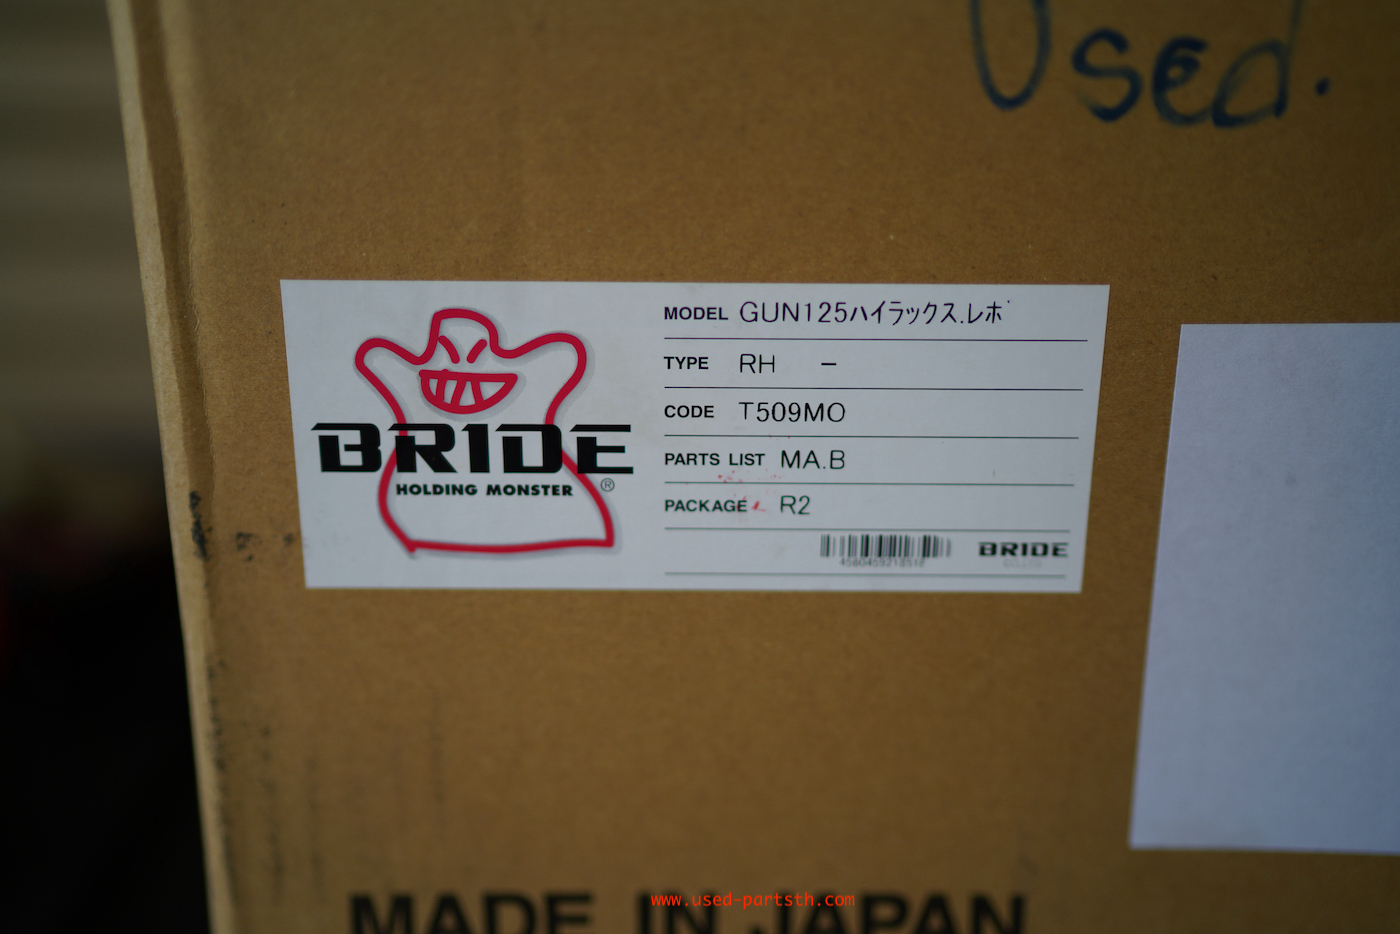 Used.
BRIDE
HOLDING MONSTER ®
MODEL GUN125ハイラックス.レボ
TYPE RH -
CODE T509MO
PARTS LIST MA.B
PACKAGE R2
BRIDE
MADE IN JAPAN
www.used-partsth.com